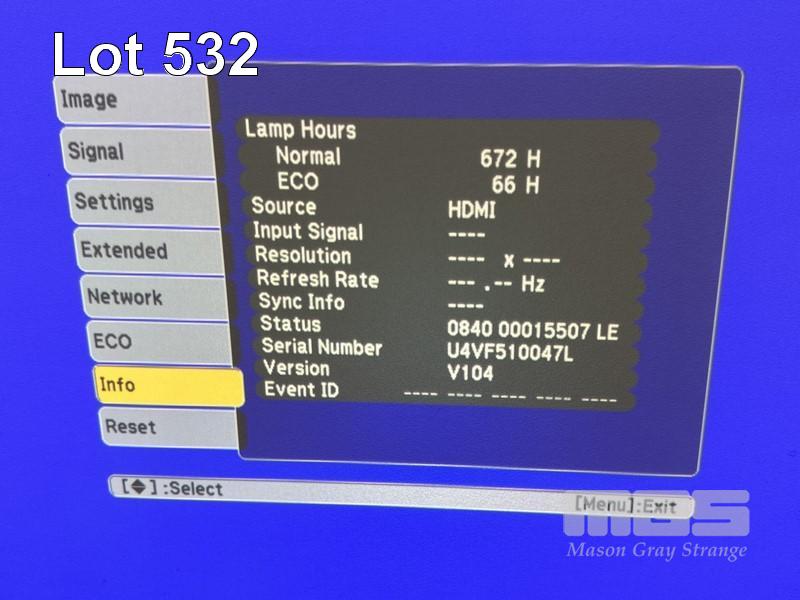 Lot 532
Image
Signal
Settings
Extended
Network
ECO
Info
Reset
Lamp Hours
Normal 672 H
ECO 66 H
Source HDMI
Input Signal ----
Resolution ---- x ----
Refresh Rate --- .-- Hz
Sync Info ----
Status 0840 00015507 LE
Serial Number U4VF510047L
Version V104
Event ID ---- ---- ---- ---- ----
[◆] :Select
[Menu]:Exit
MGS
Mason Gray Strange